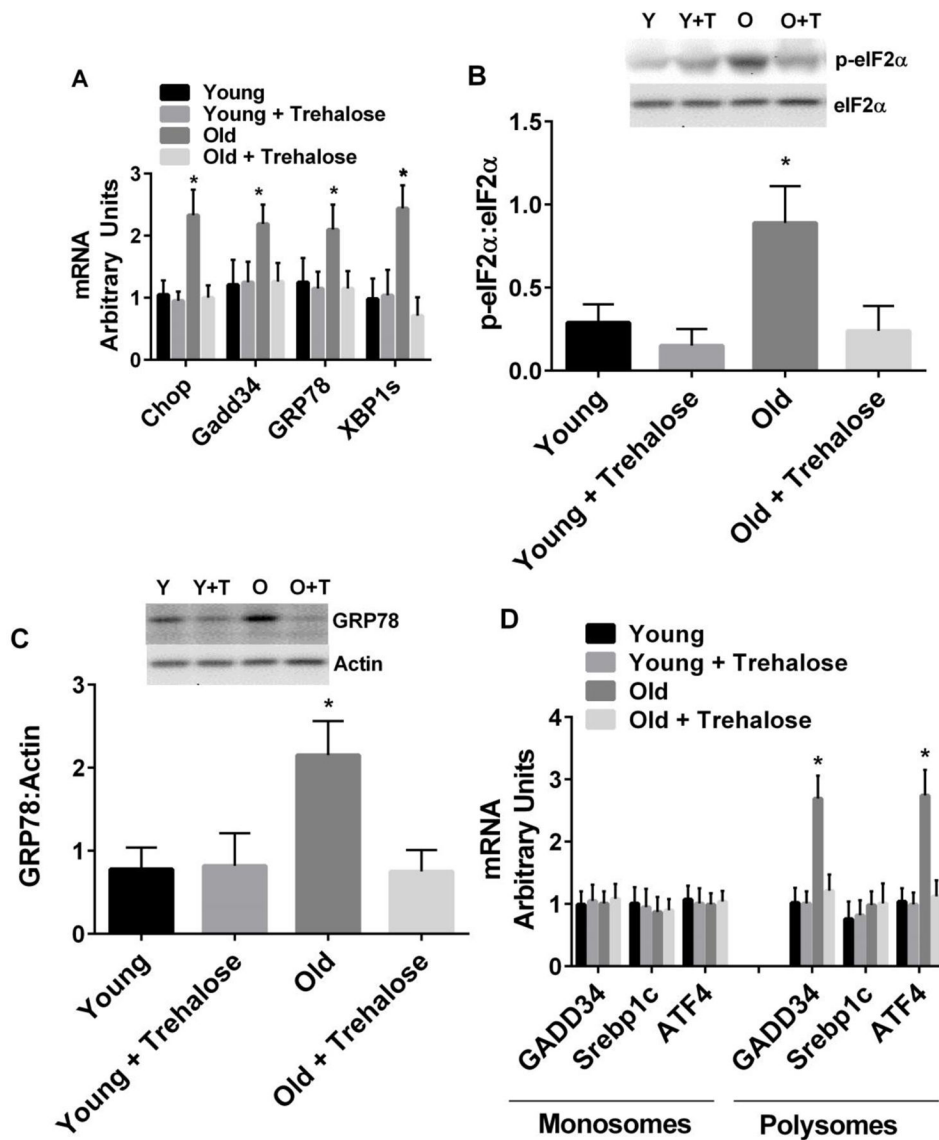 A
Young
Young + Trehalose
Old
Old + Trehalose
mRNA
Arbitrary Units
3
2
1
0
* * * *
Chop
Gadd34
GRP78
XBP1s
B
Y Y+T O O+T
p-eIF2α
eIF2α
p-eIF2α:eIF2α
1.5
1.0
0.5
0.0
*
Young
Young + Trehalose
Old
Old + Trehalose
C
Y Y+T O O+T
GRP78
Actin
GRP78:Actin
3
2
1
0
*
Young
Young + Trehalose
Old
Old + Trehalose
D
Young
Young + Trehalose
Old
Old + Trehalose
mRNA
Arbitrary Units
4
3
2
1
0
* *
GADD34
Srebp1c
ATF4
GADD34
Srebp1c
ATF4
Monosomes
Polysomes